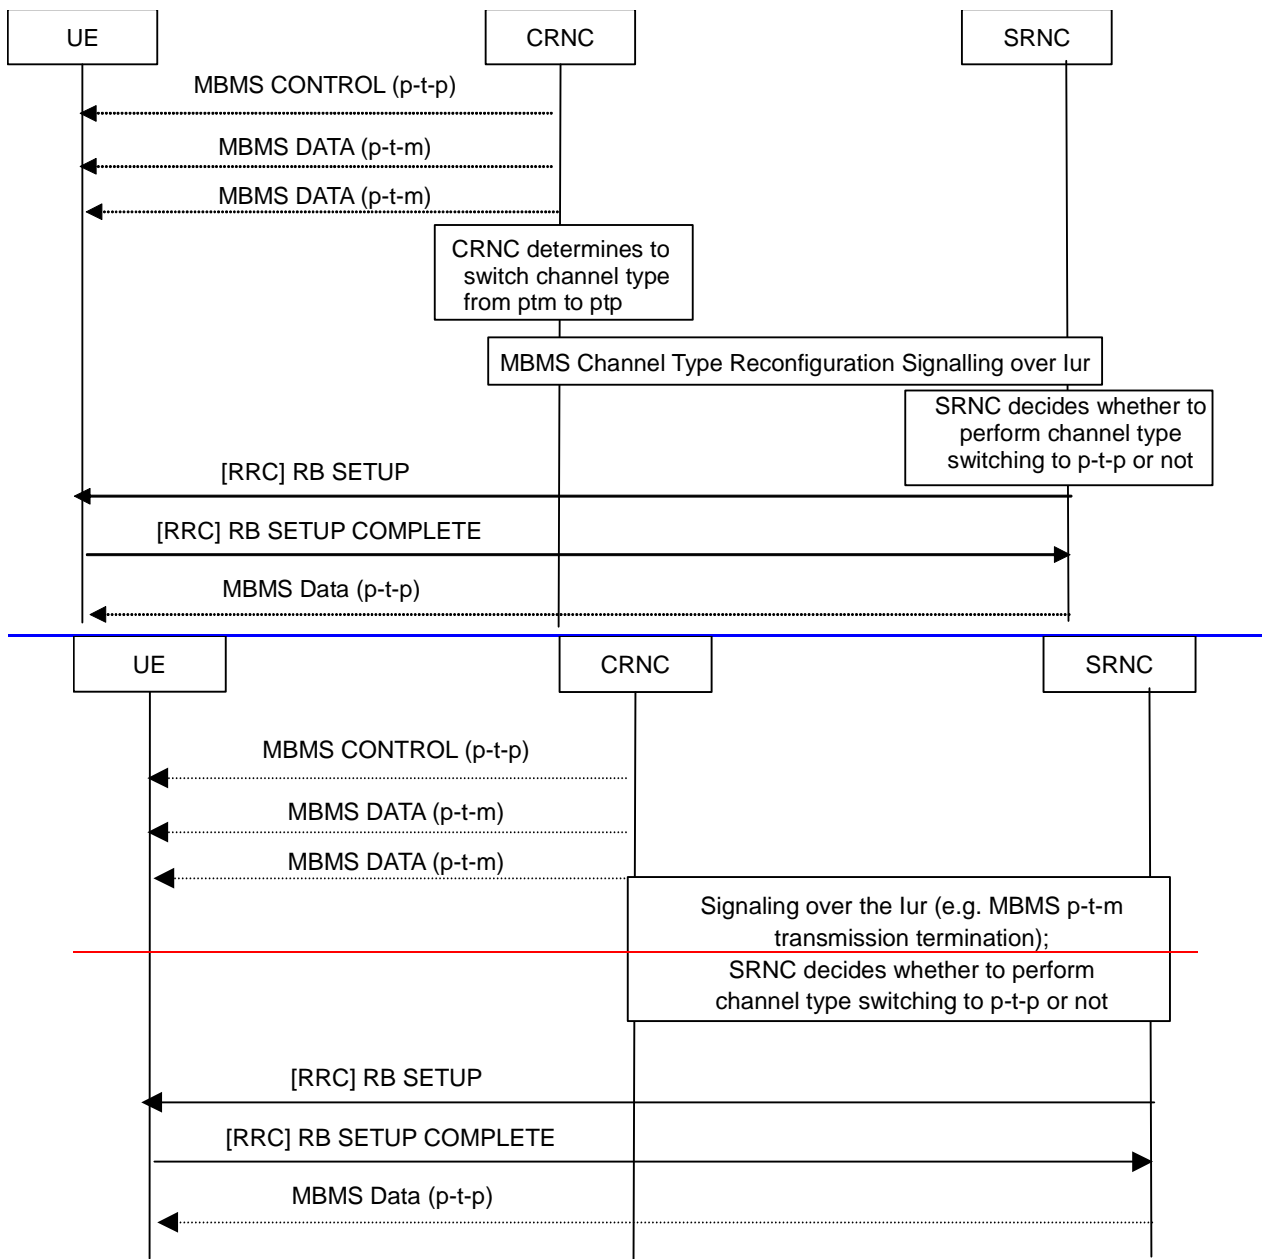 UE
CRNC
SRNC
MBMS CONTROL (p-t-p)
MBMS DATA (p-t-m)
MBMS DATA (p-t-m)
CRNC determines to
switch channel type
from ptm to ptp
MBMS Channel Type Reconfiguration Signalling over Iur
SRNC decides whether to
perform channel type
switching to p-t-p or not
[RRC] RB SETUP
[RRC] RB SETUP COMPLETE
MBMS Data (p-t-p)
UE
CRNC
SRNC
MBMS CONTROL (p-t-p)
MBMS DATA (p-t-m)
MBMS DATA (p-t-m)
Signaling over the Iur (e.g. MBMS p-t-m
transmission termination);
SRNC decides whether to perform
channel type switching to p-t-p or not
[RRC] RB SETUP
[RRC] RB SETUP COMPLETE
MBMS Data (p-t-p)